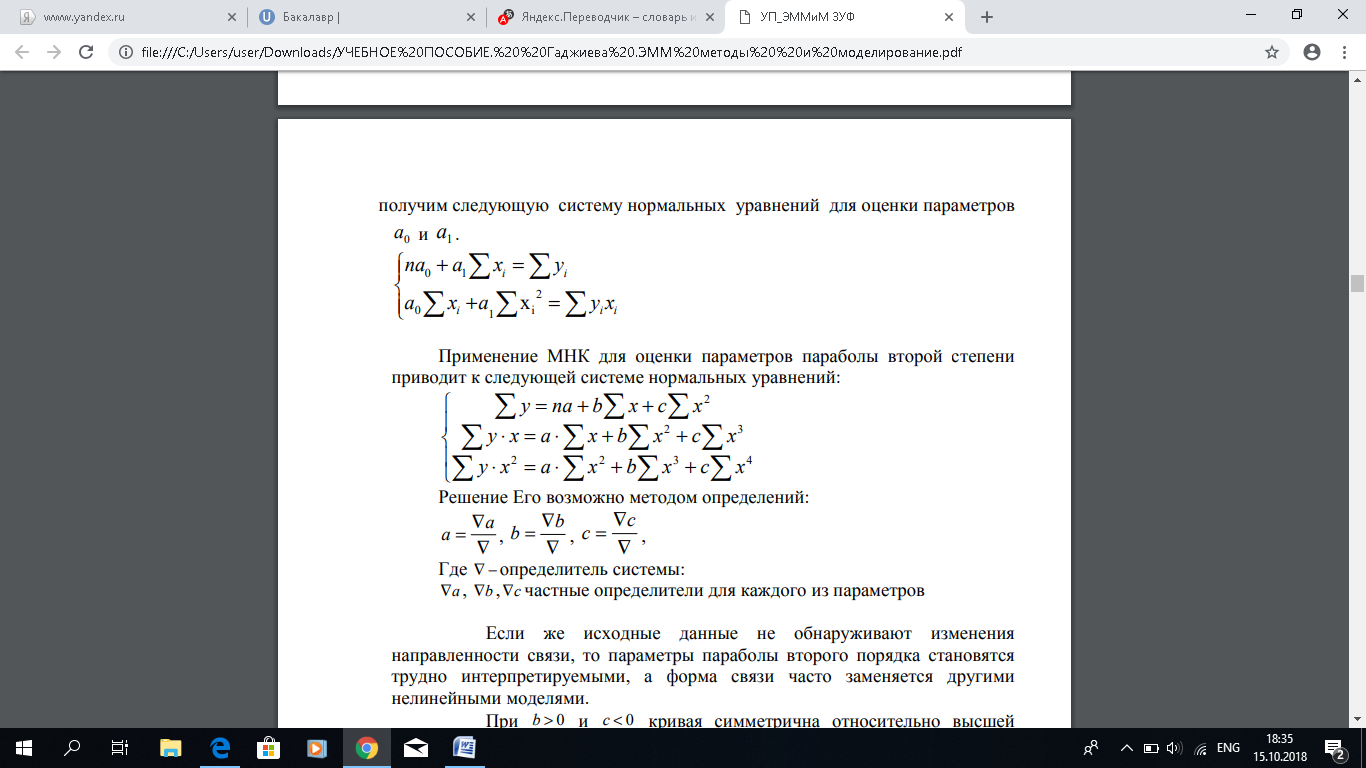 www.yandex.ru
Бакалавр |
Яндекс.Переводчик – словарь и
УП_ЭММиМ ЗУФ
file:///C:/Users/user/Downloads/УЧЕБНОЕ%20ПОСОБИЕ.%20%20Гаджиева%20.ЭММ%20методы%20%20и%20моделирование.pdf
получим следующую систему нормальных уравнений для оценки параметров
a₀ и a₁.
na₀ + a₁∑xᵢ = ∑yᵢ
a₀∑xᵢ + a₁∑xᵢ² = ∑yᵢxᵢ
Применение МНК для оценки параметров параболы второй степени
приводит к следующей системе нормальных уравнений:
∑y = na + b∑x + c∑x²
∑y·x = a·∑x + b∑x² + c∑x³
∑y·x² = a·∑x² + b∑x³ + c∑x⁴
Решение Его возможно методом определений:
a = ∇a/∇, b = ∇b/∇, c = ∇c/∇,
Где ∇ – определитель системы:
∇a, ∇b, ∇c частные определители для каждого из параметров
Если же исходные данные не обнаруживают изменения
направленности связи, то параметры параболы второго порядка становятся
трудно интерпретируемыми, а форма связи часто заменяется другими
нелинейными моделями.
При b > 0 и c < 0 кривая симметрична относительно высшей
ENG
18:35
15.10.2018
2